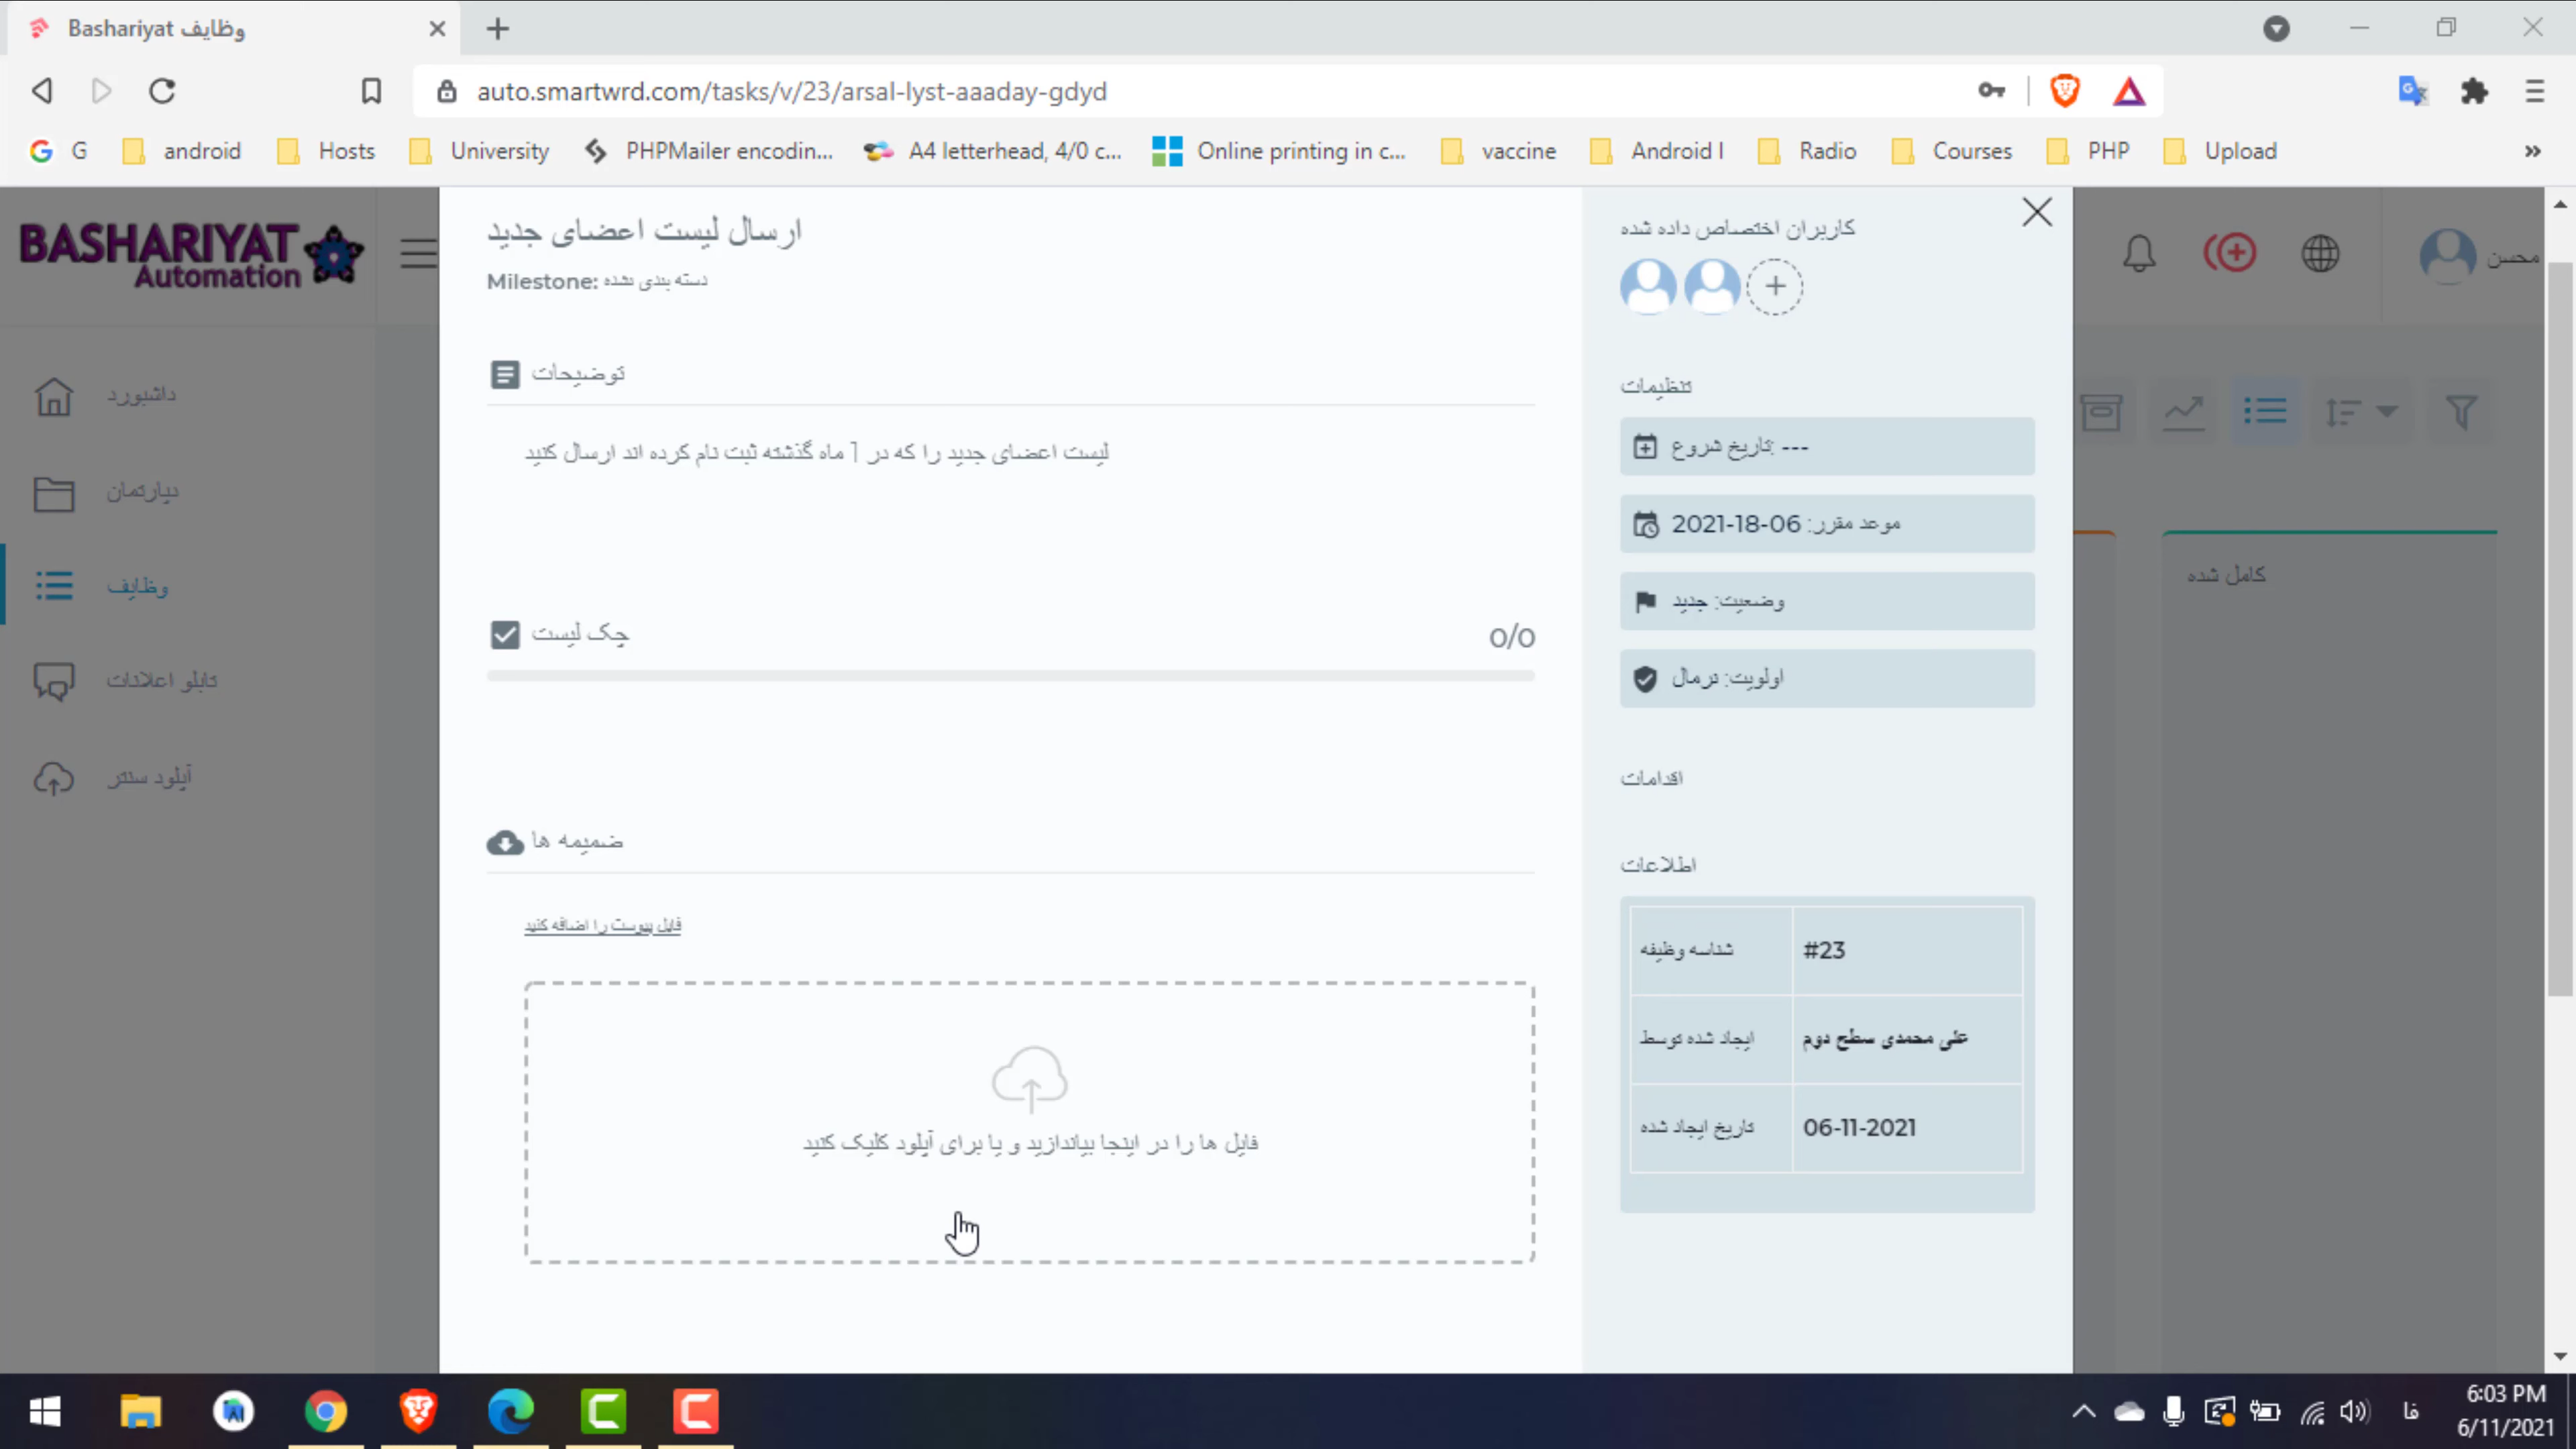 Bashariyat وظایف
auto.smartwrd.com/tasks/v/23/arsal-lyst-aaaday-gdyd
G
android
Hosts
University
PHPMailer encodin...
A4 letterhead, 4/0 c...
Online printing in c...
vaccine
Android I
Radio
Courses
PHP
Upload
»
BASHARIYAT
Automation
محسن
داشبورد
دپارتمان
وظایف
تابلو اعلانات
آپلود سنتر
ارسال لیست اعضای جدید
Milestone: دسته بندی نشده
توضیحات
لیست اعضای جدید را که در 1 ماه گذشته ثبت نام کرده اند ارسال کنید
چک لیست
0/0
ضمیمه ها
فایل پیوست را اضافه کنید
فایل ها را در اینجا بیاندازید و یا برای آپلود کلیک کنید
کاربران اختصاص داده شده
تنظیمات
تاریخ شروع: ---
موعد مقرر: 2021-18-06
وضعیت: جدید
اولویت: نرمال
اقدامات
اطلاعات
شناسه وظیفه
#23
ایجاد شده توسط
علی محمدی سطح دوم
تاریخ ایجاد شده
06-11-2021
کامل شده
فا
6:03 PM
6/11/2021